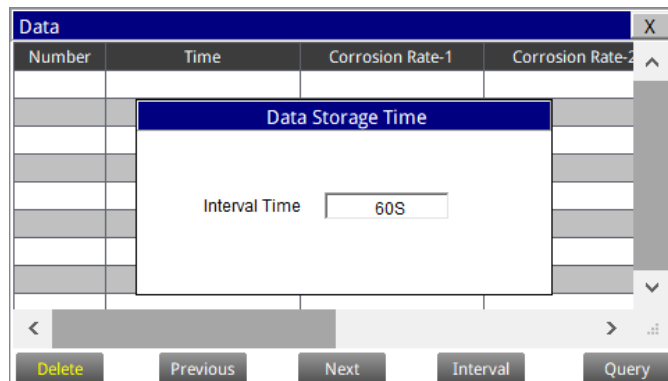 Data X
Number Time Corrosion Rate-1 Corrosion Rate-2
Data Storage Time
Interval Time 60S
Delete Previous Next Interval Query